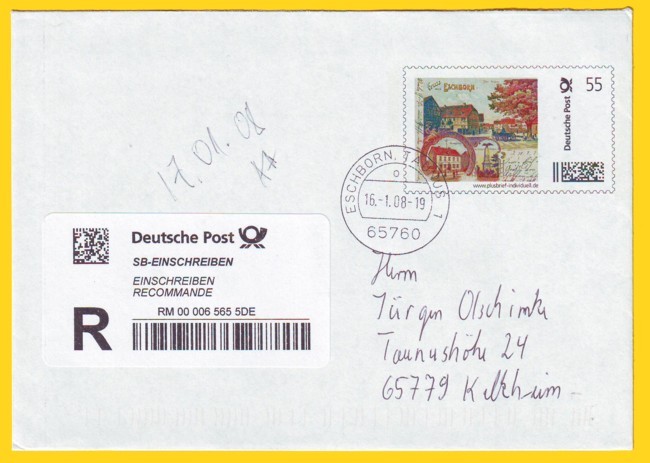 Gruß aus
ESCHBORN
www.plusbrief-individuell.de
Deutsche Post
55
17.01.08
ESCHBORN, TAUNUS 1
16.-1.08-19
65760
Deutsche Post
SB-EINSCHREIBEN
EINSCHREIBEN
RECOMMANDE
R
RM 00 006 565 5DE
Herrn
Jürgen Olschimke
Taunushöhe 24
65779 Kelkheim